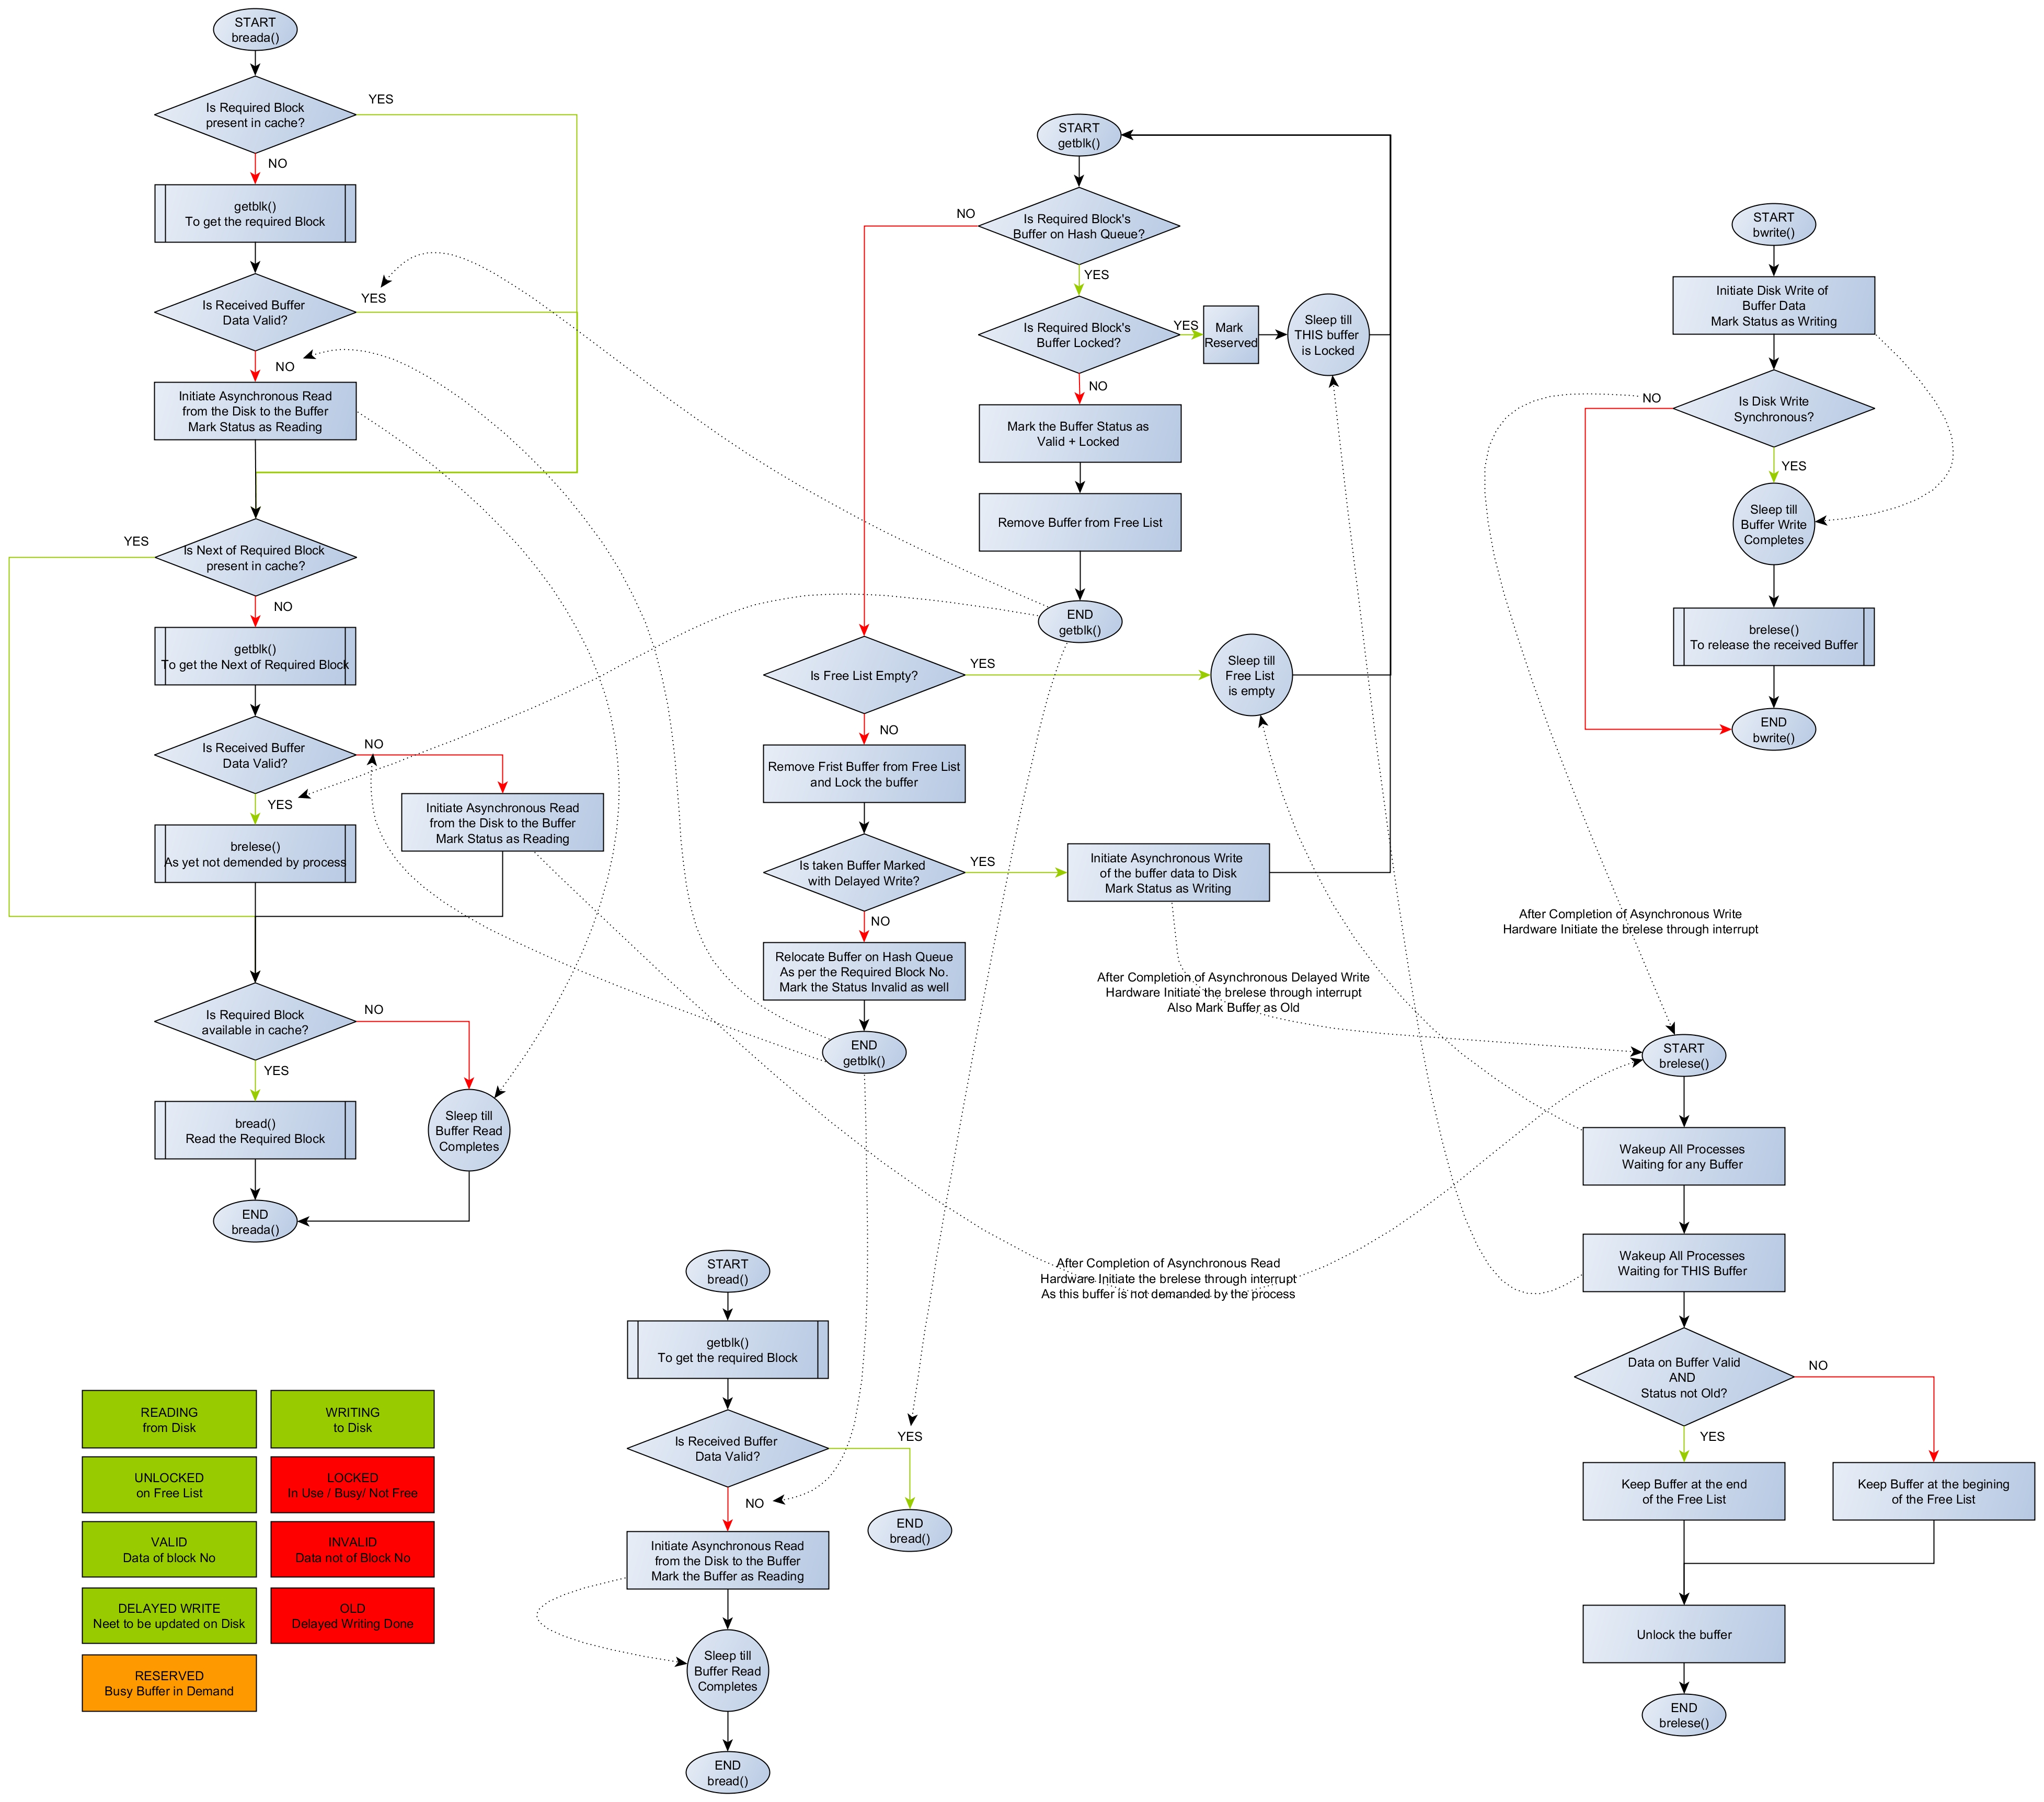 START
breada()
Is Required Block
present in cache?
YES
NO
getblk()
To get the required Block
Is Received Buffer
Data Valid?
YES
NO
Initiate Asynchronous Read
from the Disk to the Buffer
Mark Status as Reading
Is Next of Required Block
present in cache?
YES
NO
getblk()
To get the Next of Required Block
Is Received Buffer
Data Valid?
NO
YES
Initiate Asynchronous Read
from the Disk to the Buffer
Mark Status as Reading
brelese()
As yet not demended by process
Is Required Block
available in cache?
NO
YES
bread()
Read the Required Block
Sleep till
Buffer Read
Completes
END
breada()
START
getblk()
Is Required Block's
Buffer on Hash Queue?
NO
YES
Is Required Block's
Buffer Locked?
YES
Mark
Reserved
Sleep till
THIS buffer
is Locked
NO
Mark the Buffer Status as
Valid + Locked
Remove Buffer from Free List
END
getblk()
Is Free List Empty?
YES
Sleep till
Free List
is empty
NO
Remove Frist Buffer from Free List
and Lock the buffer
Is taken Buffer Marked
with Delayed Write?
YES
Initiate Asynchronous Write
of the buffer data to Disk
Mark Status as Writing
NO
Relocate Buffer on Hash Queue
As per the Required Block No.
Mark the Status Invalid as well
END
getblk()
After Completion of Asynchronous Delayed Write
Hardware Initiate the brelese through interrupt
Also Mark Buffer as Old
START
bwrite()
Initiate Disk Write of
Buffer Data
Mark Status as Writing
Is Disk Write
Synchronous?
NO
YES
Sleep till
Buffer Write
Completes
brelese()
To release the received Buffer
END
bwrite()
After Completion of Asynchronous Write
Hardware Initiate the brelese through interrupt
START
brelese()
Wakeup All Processes
Waiting for any Buffer
Wakeup All Processes
Waiting for THIS Buffer
Data on Buffer Valid
AND
Status not Old?
NO
YES
Keep Buffer at the end
of the Free List
Keep Buffer at the begining
of the Free List
Unlock the buffer
END
brelese()
After Completion of Asynchronous Read
Hardware Initiate the brelese through interrupt
As this buffer is not demanded by the process
START
bread()
getblk()
To get the required Block
Is Received Buffer
Data Valid?
YES
NO
END
bread()
Initiate Asynchronous Read
from the Disk to the Buffer
Mark the Buffer as Reading
Sleep till
Buffer Read
Completes
END
bread()
READING
from Disk
WRITING
to Disk
UNLOCKED
on Free List
LOCKED
In Use / Busy/ Not Free
VALID
Data of block No
INVALID
Data not of Block No
DELAYED WRITE
Neet to be updated on Disk
OLD
Delayed Writing Done
RESERVED
Busy Buffer in Demand